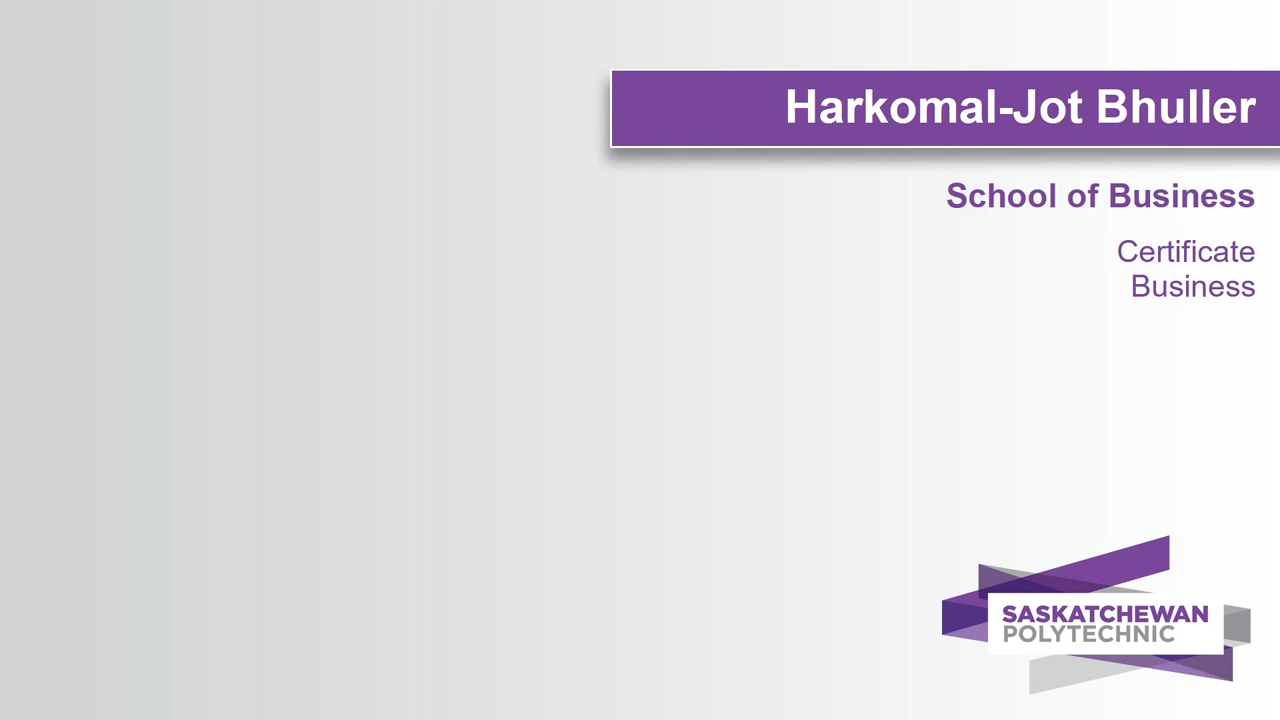 Harkomal-Jot Bhuller
School of Business
Certificate
Business
SASKATCHEWAN
POLYTECHNIC